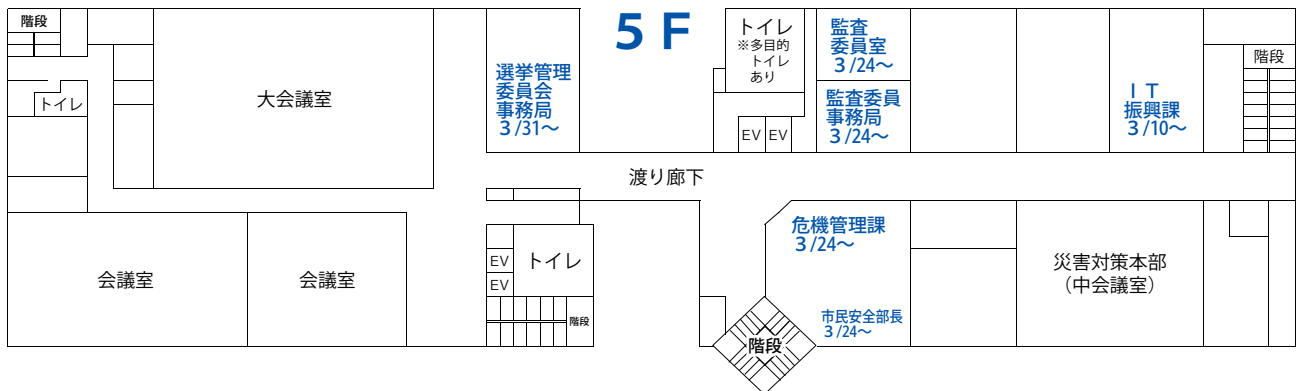 5 F
階段
トイレ
大会議室
選挙管理
委員会
事務局
3/31～
トイレ
※多目的
トイレ
あり
EV EV
監査
委員室
3/24～
監査委員
事務局
3/24～
IT
振興課
3/10～
階段
渡り廊下
会議室
会議室
EV
EV
トイレ
階段
危機管理課
3/24～
市民安全部長
3/24～
階段
災害対策本部
（中会議室）